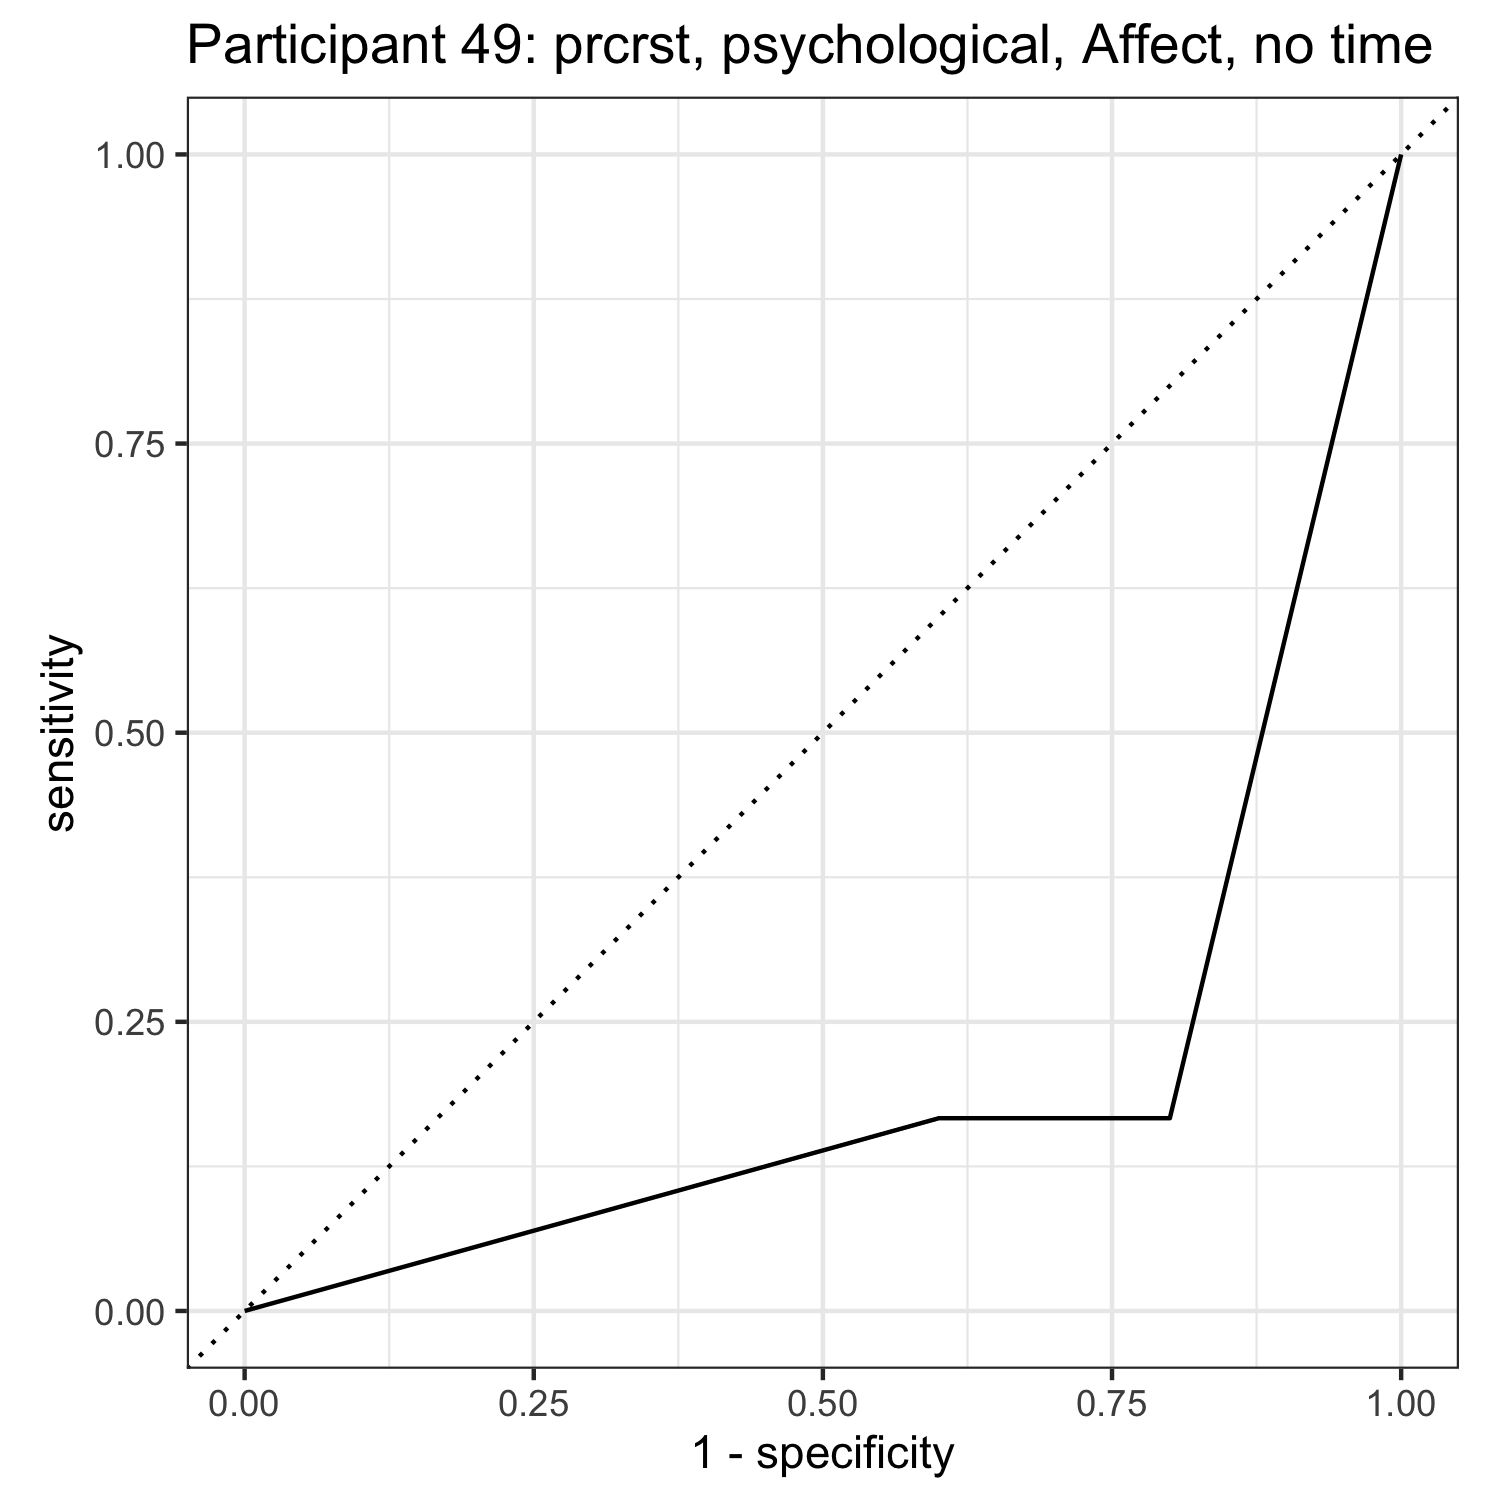 Participant 49: prcrst, psychological, Affect, no time
1.00
0.75
0.50
0.25
0.00
sensitivity
0.00 0.25 0.50 0.75 1.00
1 - specificity